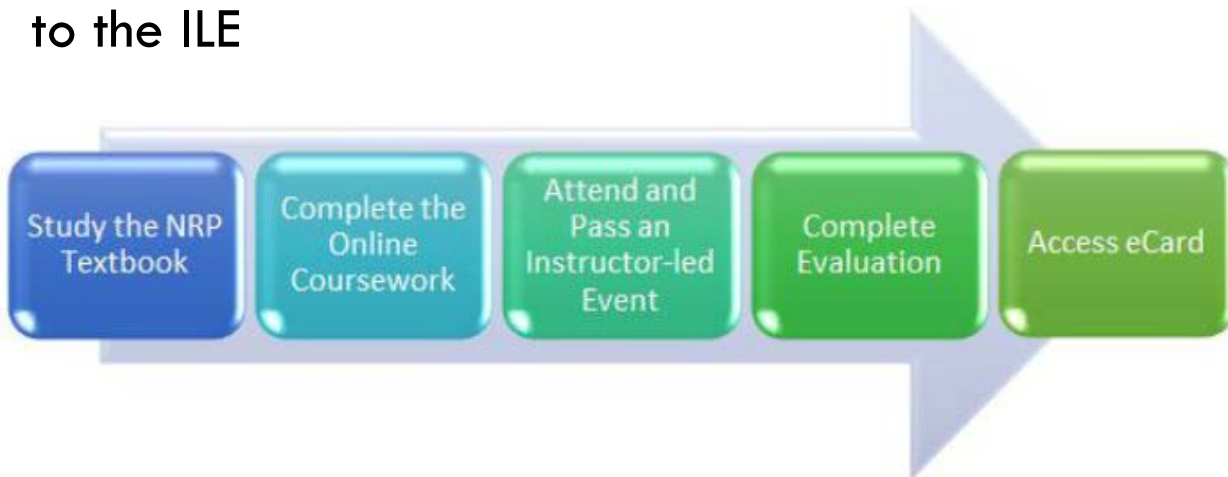 to the ILE
Study the NRP
Textbook
Complete the
Online
Coursework
Attend and
Pass an
Instructor-led
Event
Complete
Evaluation
Access eCard